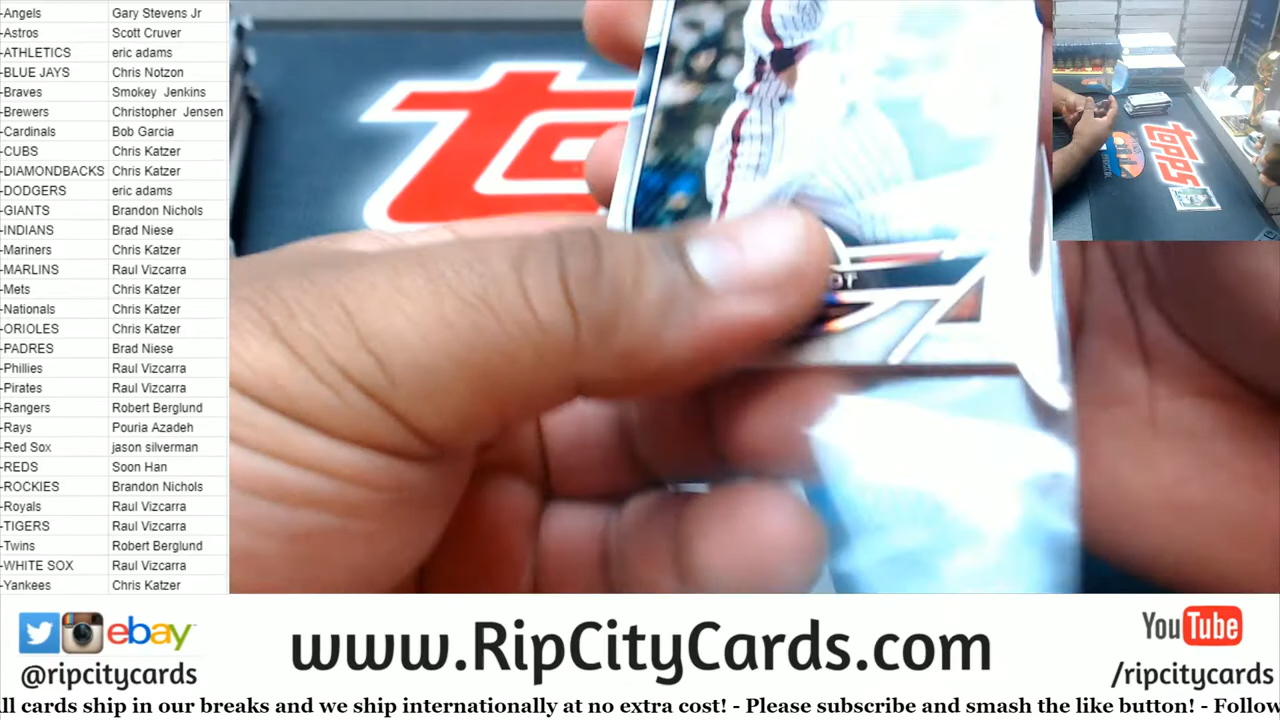 -Angels Gary Stevens Jr
-Astros Scott Cruver
-ATHLETICS eric adams
-BLUE JAYS Chris Notzon
-Braves Smokey Jenkins
-Brewers Christopher Jensen
-Cardinals Bob Garcia
-CUBS Chris Katzer
-DIAMONDBACKS Chris Katzer
-DODGERS eric adams
-GIANTS Brandon Nichols
-INDIANS Brad Niese
-Mariners Chris Katzer
-MARLINS Raul Vizcarra
-Mets Chris Katzer
-Nationals Chris Katzer
-ORIOLES Chris Katzer
-PADRES Brad Niese
-Phillies Raul Vizcarra
-Pirates Raul Vizcarra
-Rangers Robert Berglund
-Rays Pouria Azadeh
-Red Sox jason silverman
-REDS Soon Han
-ROCKIES Brandon Nichols
-Royals Raul Vizcarra
-TIGERS Raul Vizcarra
-Twins Robert Berglund
-WHITE SOX Raul Vizcarra
-Yankees Chris Katzer
topps
ebay
@ripcitycards
www.RipCityCards.com
YouTube
/ripcitycards
ll cards ship in our breaks and we ship internationally at no extra cost! - Please subscribe and smash the like button! - Follow